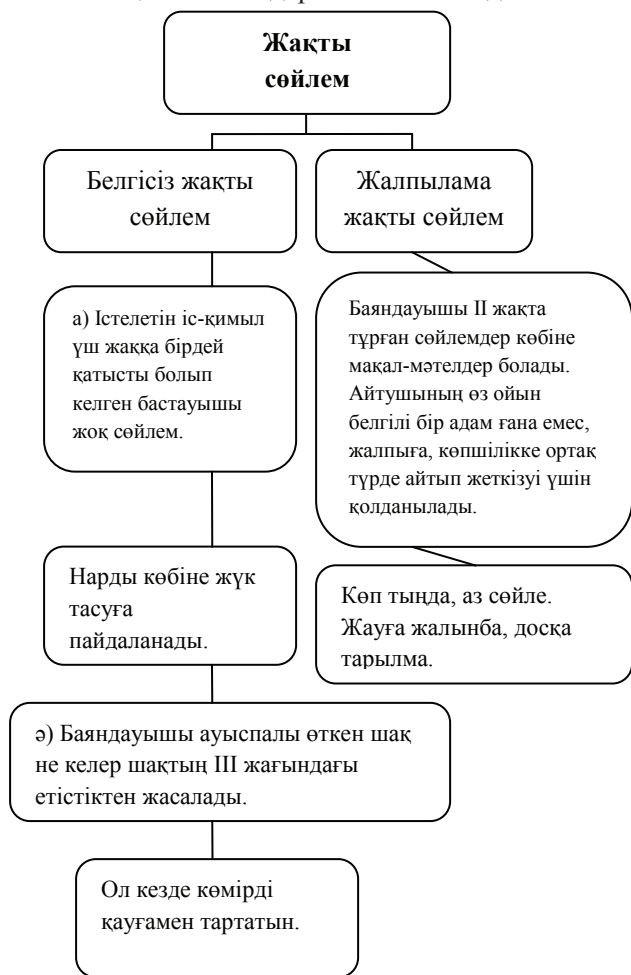 Жақты
сөйлем
Белгісіз жақты
сөйлем
Жалпылама
жақты сөйлем
а) Істелетін іс-қимыл
үш жаққа бірдей
қатысты болып
келген бастауышы
жоқ сөйлем.
Баяндауышы II жақта
тұрған сөйлемдер көбіне
мақал-мәтелдер болады.
Айтушының өз ойын
белгілі бір адам ғана емес,
жалпыға, көпшілікке ортақ
түрде айтып жеткізуі үшін
қолданылады.
Нарды көбіне жүк
тасуға
пайдаланады.
Көп тыңда, аз сөйле.
Жауға жалынба, досқа
тарылма.
ә) Баяндауышы ауыспалы өткен шақ
не келер шақтың III жағындағы
етістіктен жасалады.
Ол кезде көмірді
қауғамен тартатын.